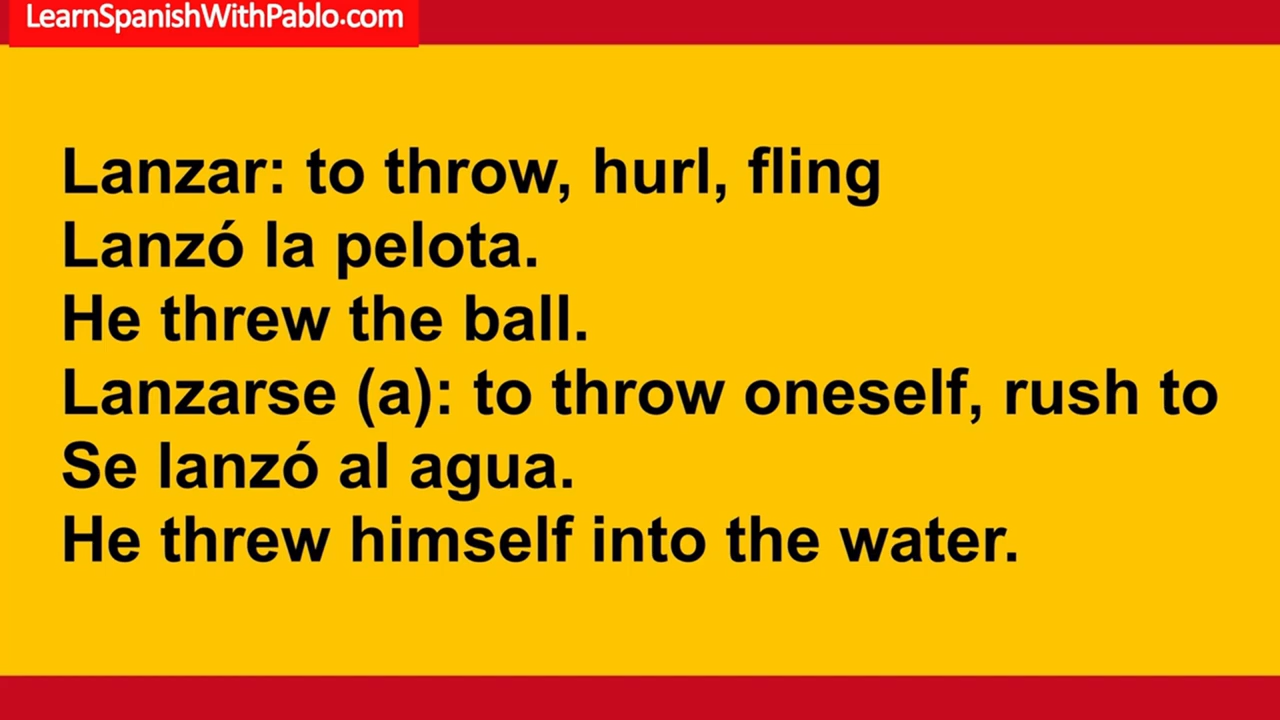 LearnSpanishWithPablo.com
Lanzar: to throw, hurl, fling
Lanzó la pelota.
He threw the ball.
Lanzarse (a): to throw oneself, rush to
Se lanzó al agua.
He threw himself into the water.